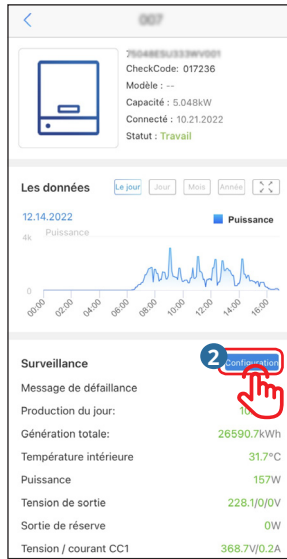 007
75048ESU333WV001
CheckCode: 017236
Modèle : --
Capacité : 5.048kW
Connecté : 10.21.2022
Statut : Travail
Les données
Le jour
Jour
Mois
Année
12.14.2022
Puissance
4k
Puissance
0
00:00
02:00
04:00
06:00
08:00
10:00
12:00
14:00
16:00
Surveillance
2
Configuration
Message de défaillance
Production du jour:
10
Génération totale:
26590.7kWh
Température intérieure
31.7°C
Puissance
157W
Tension de sortie
228.1/0/0V
Sortie de réserve
0W
Tension / courant CC1
368.7V/0.2A